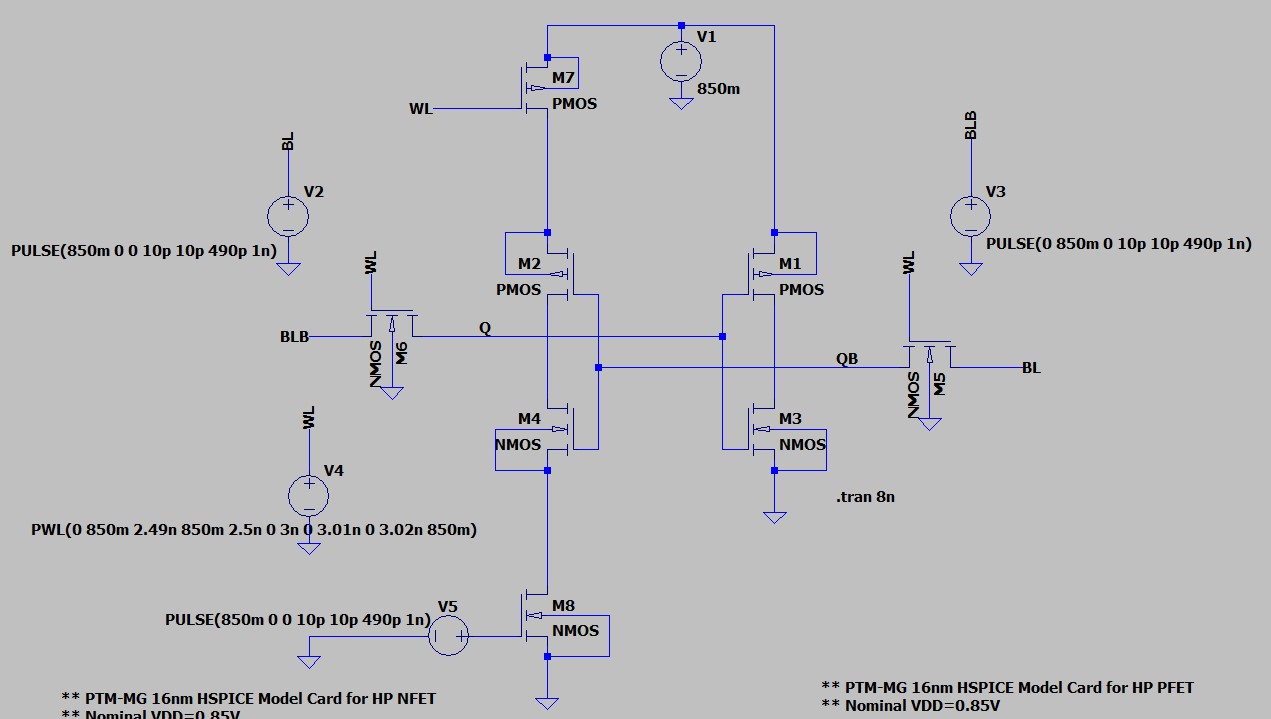 V1
850m
M7
PMOS
WL
BL
V2
PULSE(850m 0 0 10p 10p 490p 1n)
BLB
V3
PULSE(0 850m 0 10p 10p 490p 1n)
WL
M2
PMOS
M1
PMOS
WL
BLB
Q
NMOS
M6
QB
BL
NMOS
M5
WL
V4
PWL(0 850m 2.49n 850m 2.5n 0 3n 0 3.01n 0 3.02n 850m)
M4
NMOS
M3
NMOS
.tran 8n
PULSE(850m 0 0 10p 10p 490p 1n)
V5
M8
NMOS
** PTM-MG 16nm HSPICE Model Card for HP NFET
** Nominal VDD=0.85V
** PTM-MG 16nm HSPICE Model Card for HP PFET
** Nominal VDD=0.85V